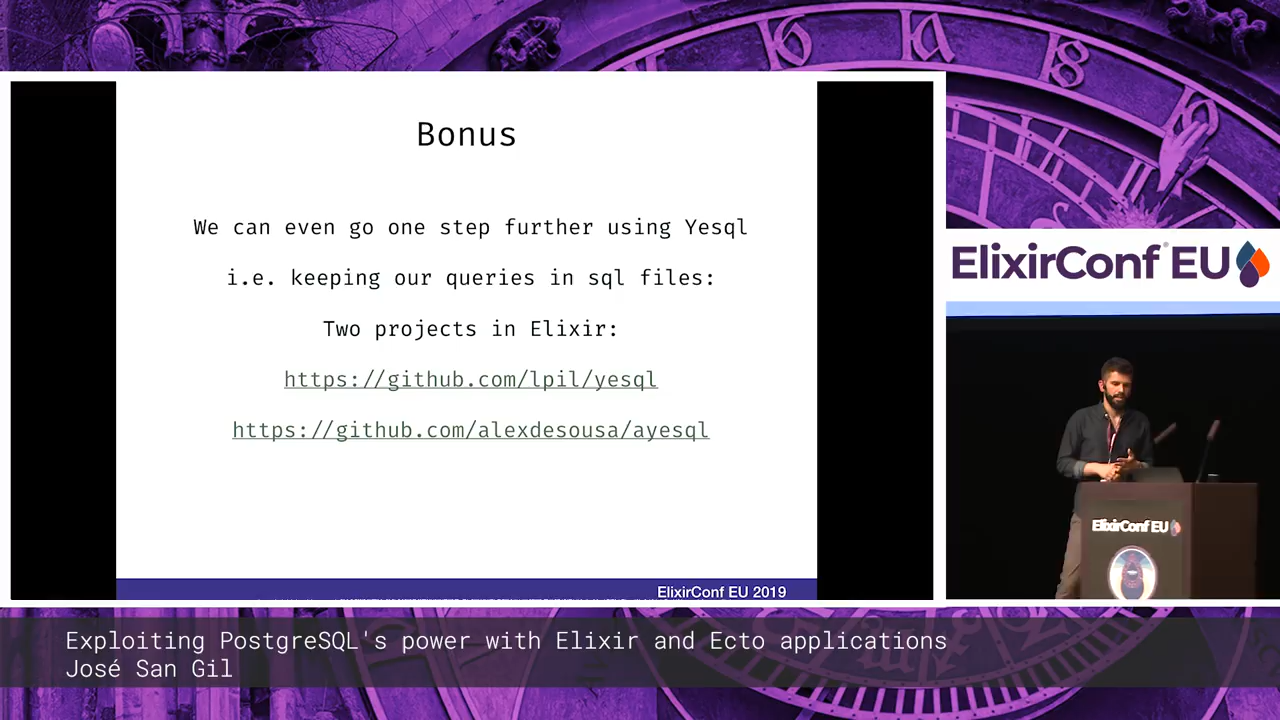 Bonus
We can even go one step further using Yesql
i.e. keeping our queries in sql files:
Two projects in Elixir:
https://github.com/lpil/yesql
https://github.com/alexdesousa/ayesql
ElixirConf EU 2019
ElixirConf® EU
ElixirConf EU
Exploiting PostgreSQL's power with Elixir and Ecto applications
José San Gil